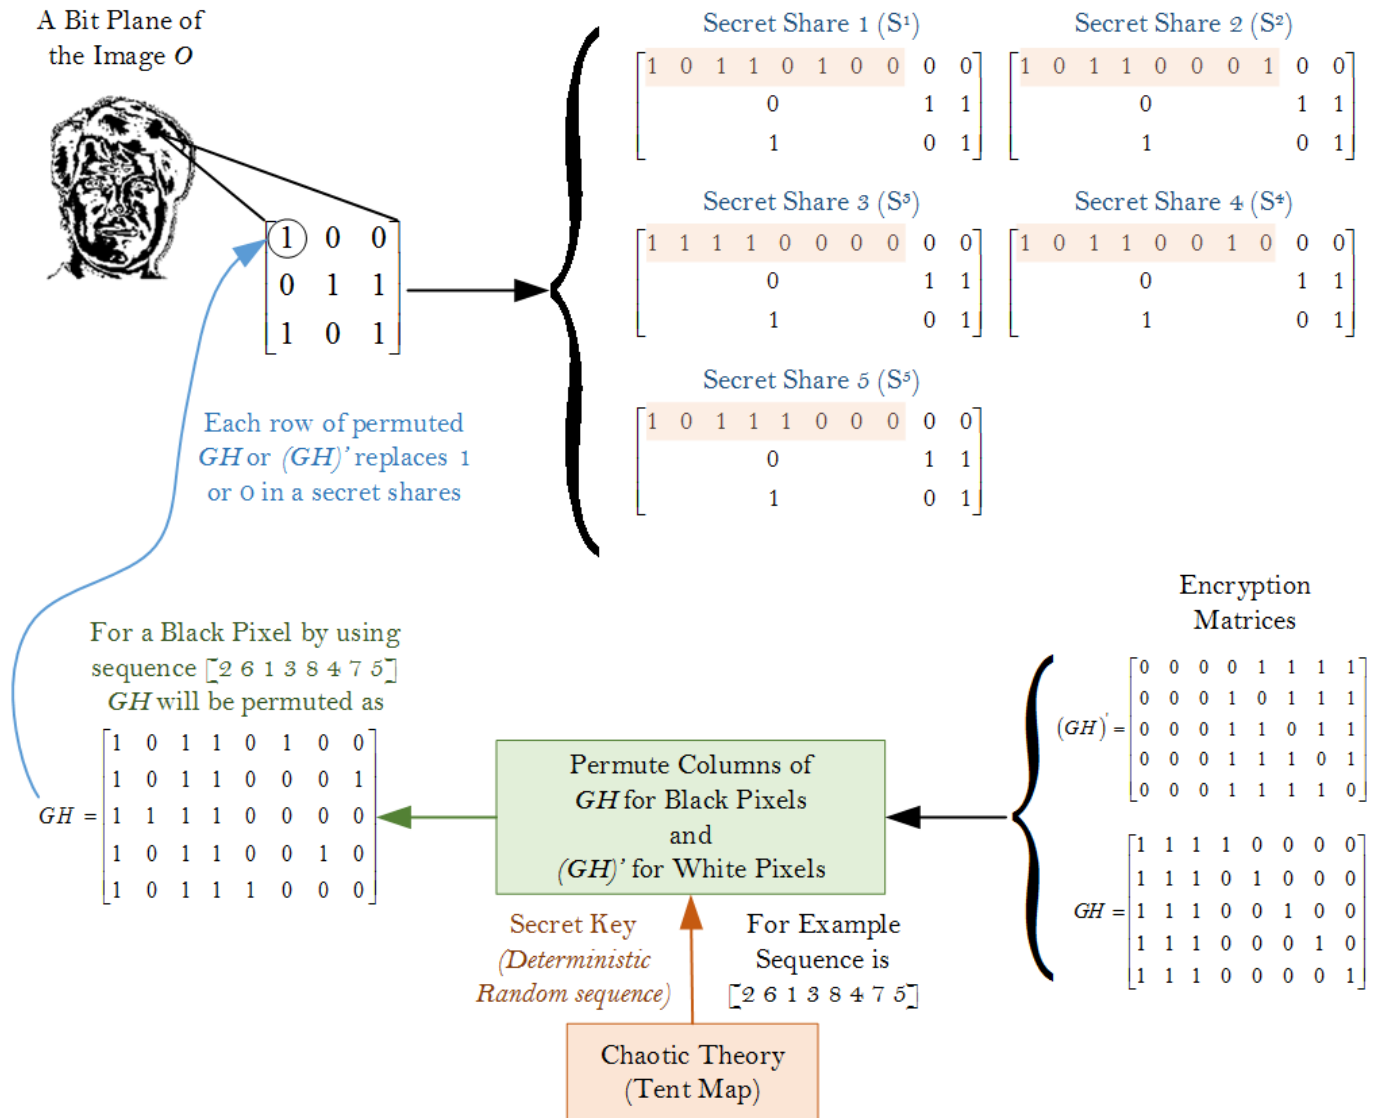 A Bit Plane of
the Image O
1 0 0
0 1 1
1 0 1
Secret Share 1 (S¹)
1 0 1 1 0 1 0 0 0 0
0 1 1
1 0 1
Secret Share 2 (S²)
1 0 1 1 0 0 0 1 0 0
0 1 1
1 0 1
Secret Share 3 (S³)
1 1 1 1 0 0 0 0 0 0
0 1 1
1 0 1
Secret Share 4 (S⁴)
1 0 1 1 0 0 1 0 0 0
0 1 1
1 0 1
Secret Share 5 (S⁵)
1 0 1 1 1 0 0 0 0 0
0 1 1
1 0 1
Each row of permuted
GH or (GH)' replaces 1
or 0 in a secret shares
For a Black Pixel by using
sequence [2 6 1 3 8 4 7 5]
GH will be permuted as
1 0 1 1 0 1 0 0
1 0 1 1 0 0 0 1
GH = 1 1 1 1 0 0 0 0
1 0 1 1 0 0 1 0
1 0 1 1 1 0 0 0
Permute Columns of
GH for Black Pixels
and
(GH)' for White Pixels
Secret Key
(Deterministic
Random sequence)
For Example
Sequence is
[2 6 1 3 8 4 7 5]
Chaotic Theory
(Tent Map)
Encryption
Matrices
0 0 0 0 1 1 1 1
0 0 0 1 0 1 1 1
(GH)' = 0 0 0 1 1 0 1 1
0 0 0 1 1 1 0 1
0 0 0 1 1 1 1 0
1 1 1 1 0 0 0 0
1 1 1 0 1 0 0 0
GH = 1 1 1 0 0 1 0 0
1 1 1 0 0 0 1 0
1 1 1 0 0 0 0 1